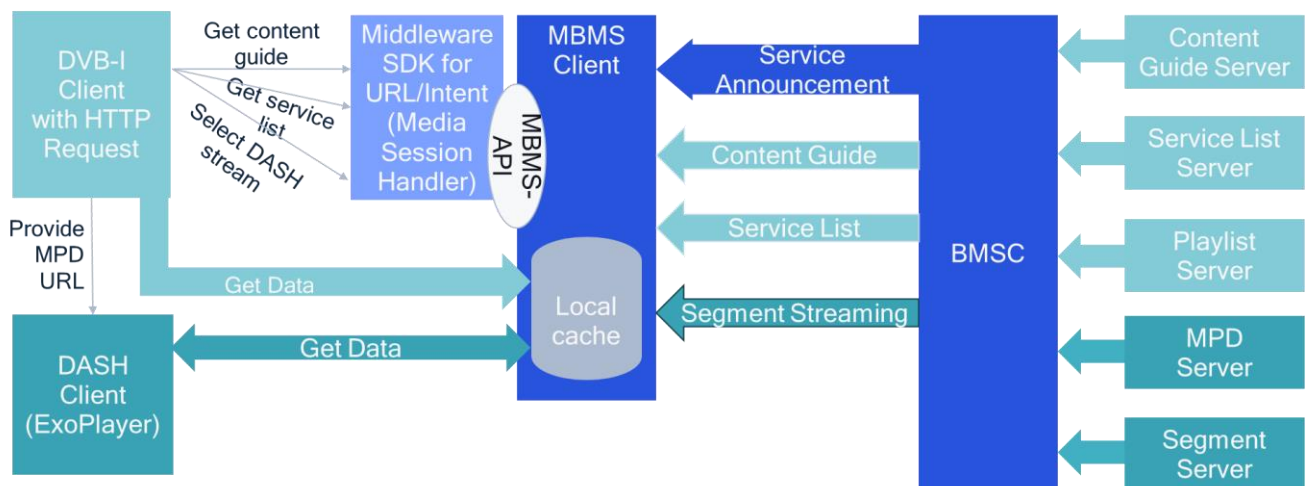 DVB-I
Client
with HTTP
Request
Get content
guide
Get service
list
Select DASH
stream
Middleware
SDK for
URL/Intent
(Media
Session
Handler)
MBMS-
API
MBMS
Client
Service
Announcement
Content Guide
Service List
Segment Streaming
BMSC
Content
Guide Server
Service List
Server
Playlist
Server
MPD
Server
Segment
Server
Provide
MPD
URL
Get Data
Local
cache
DASH
Client
(ExoPlayer)
Get Data